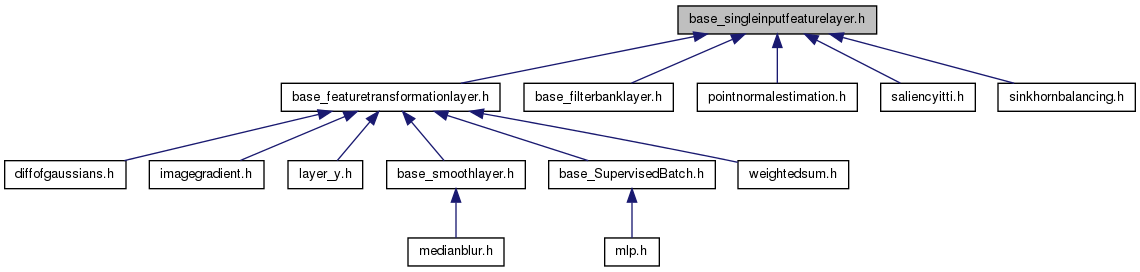 base_singleinputfeaturelayer.h
base_featuretransformationlayer.h
base_filterbanklayer.h
pointnormalestimation.h
saliencyitti.h
sinkhornbalancing.h
diffofgaussians.h
imagegradient.h
layer_y.h
base_smoothlayer.h
base_SupervisedBatch.h
weightedsum.h
medianblur.h
mlp.h